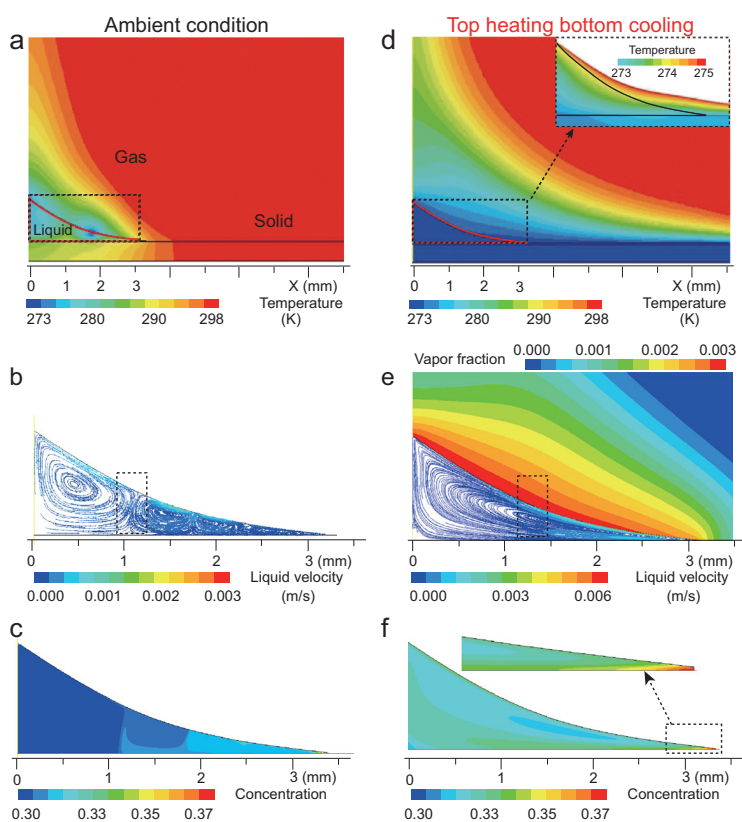 Ambient condition
a
Gas
Solid
Liquid
0 1 2 3 X (mm)
273 280 290 298 Temperature
(K)
b
0 1 2 3 (mm)
0.000 0.001 0.002 0.003 Liquid velocity
(m/s)
c
0 1 2 3 (mm)
0.30 0.33 0.35 0.37 Concentration
Top heating bottom cooling
d
Temperature
273 274 275
0 1 2 3 X (mm)
273 280 290 298 Temperature
(K)
Vapor fraction 0.000 0.001 0.002 0.003
e
0 1 2 3 (mm)
0.000 0.003 0.006 Liquid velocity
(m/s)
f
0 1 2 3 (mm)
0.30 0.33 0.35 0.37 Concentration